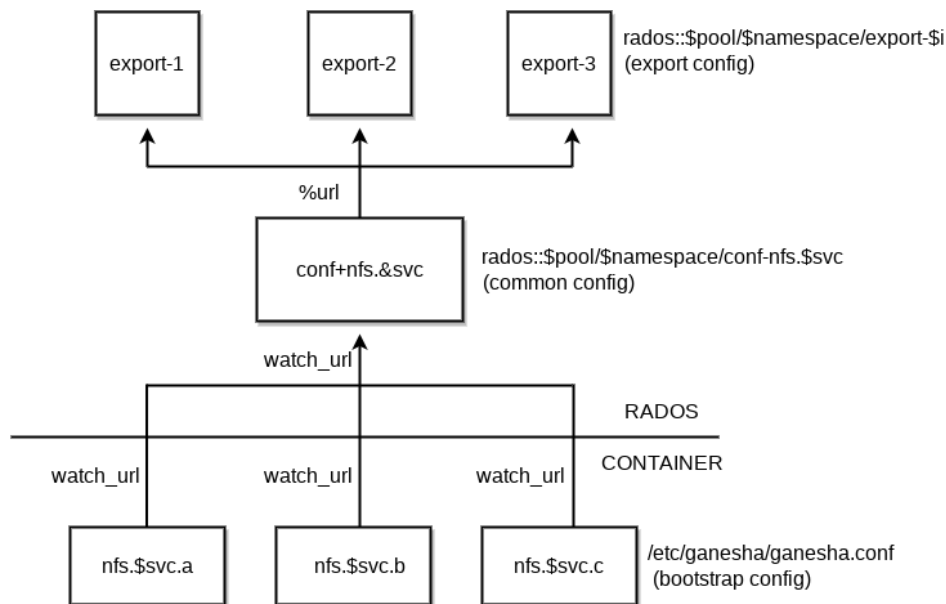 export-1
export-2
export-3
rados::$pool/$namespace/export-$i
(export config)
%url
conf+nfs.&svc
rados::$pool/$namespace/conf-nfs.$svc
(common config)
watch_url
RADOS
CONTAINER
watch_url
watch_url
watch_url
nfs.$svc.a
nfs.$svc.b
nfs.$svc.c
/etc/ganesha/ganesha.conf
(bootstrap config)